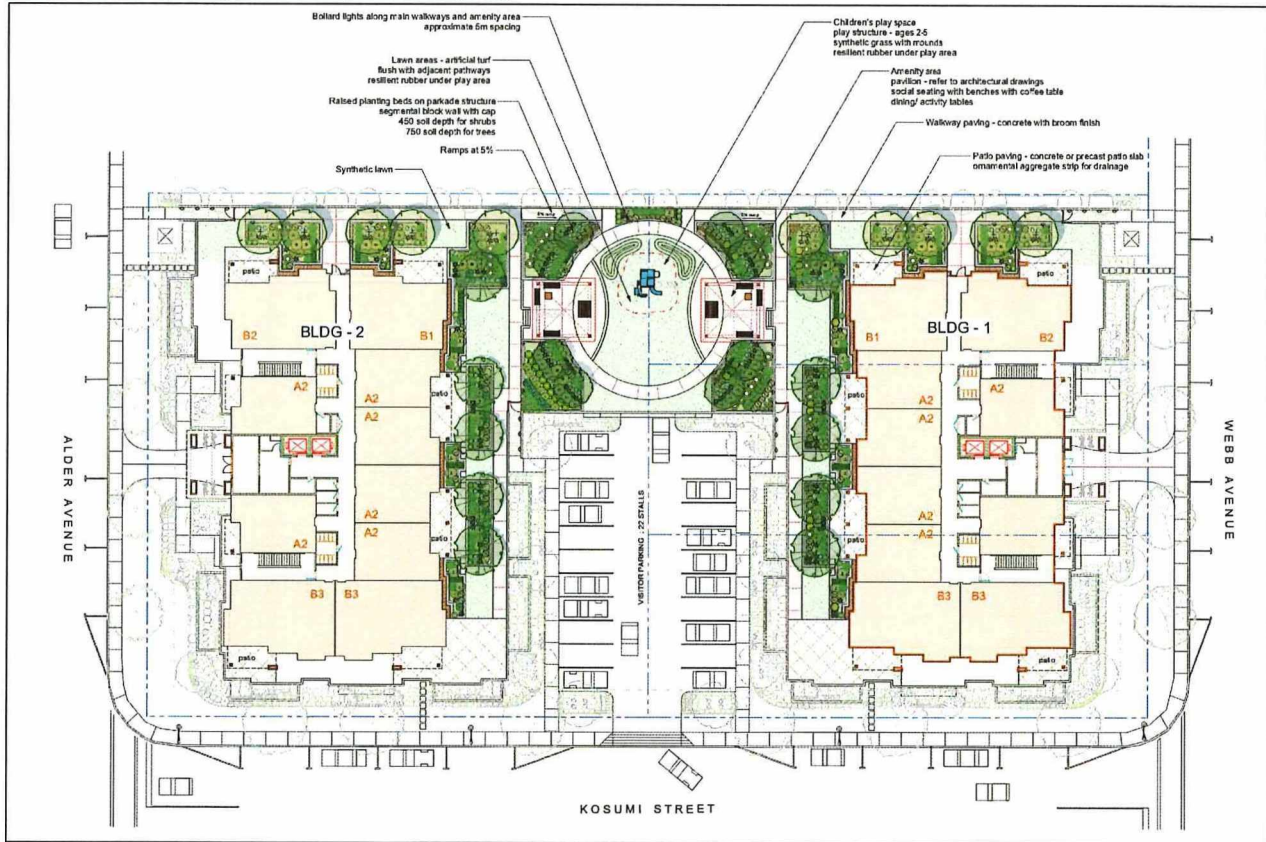 Bollard lights along main walkways and amenity area
approximate 5m spacing
Lawn areas - artificial turf
flush with adjacent pathways
resilient rubber under play area
Raised planting beds on parkade structure
segmental block wall with cap
450 soil depth for shrubs
750 soil depth for trees
Ramps at 5%
Synthetic lawn
Children's play space
play structure - ages 2-5
synthetic grass with mounds
resilient rubber under play area
Amenity area
pavilion - refer to architectural drawings
social seating with benches with coffee table
dining/ activity tables
Walkway paving - concrete with broom finish
Patio paving - concrete or precast patio slab
ornamental aggregate strip for drainage
patio
patio
BLDG - 2
B2
B1
BLDG - 1
B1
B2
A2
A2
A2
patio
patio
A2
A2
A2
ALDER AVENUE
WEBB AVENUE
VISITOR PARKING - 22 STALLS
A2
A2
A2
patio
patio
A2
A2
B3
B3
B3
B3
patio
patio
patio
KOSUMI STREET